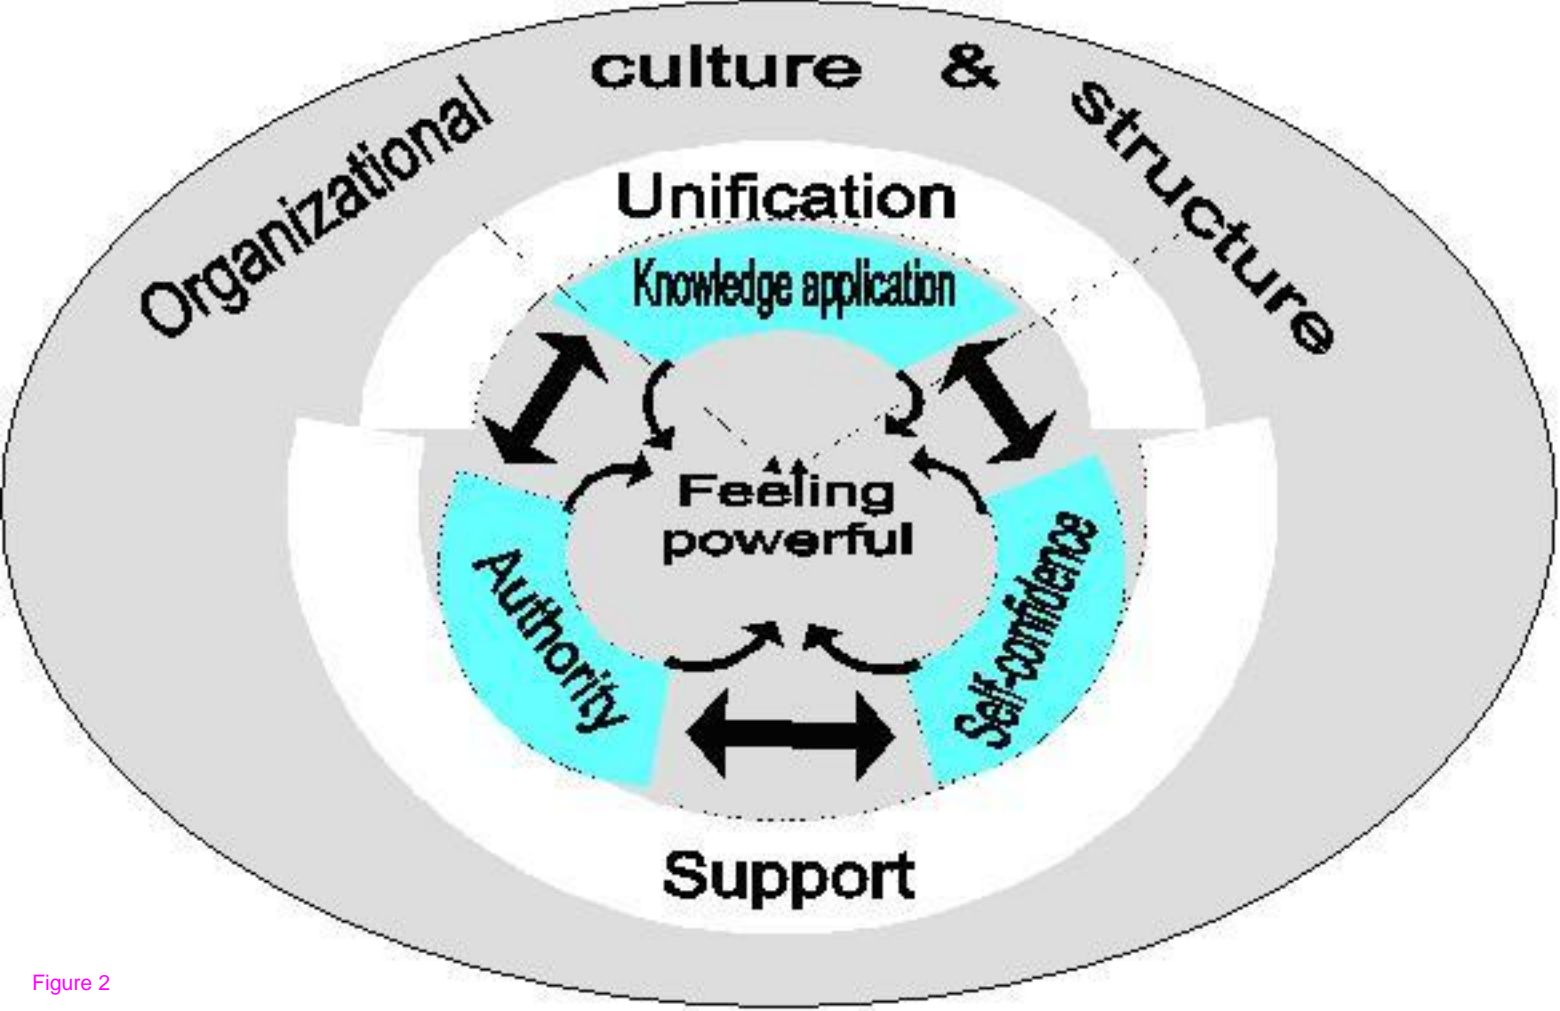 Organizational culture & structure
Unification
Knowledge application
Feeling
powerful
Authority
Self-confidence
Support
Figure 2